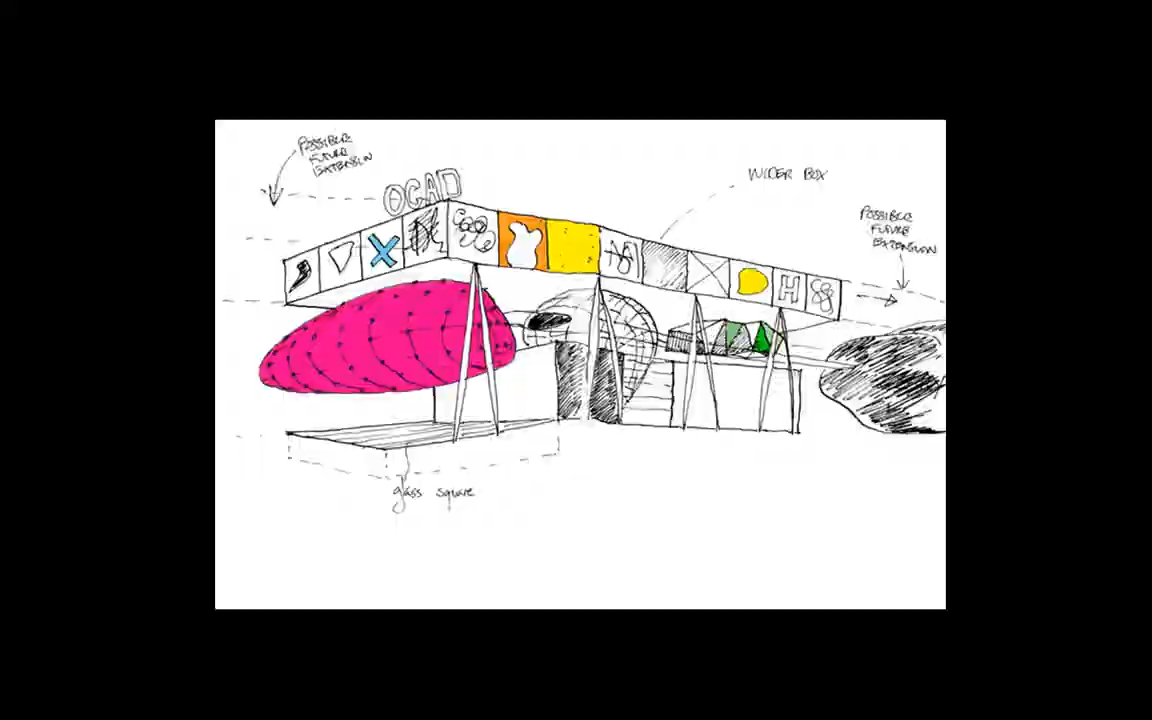 POSSIBLE
FUTURE
EXTENSION
OCAD
WIDER BOX
POSSIBLE
FUTURE
EXTENSION
H
glass square